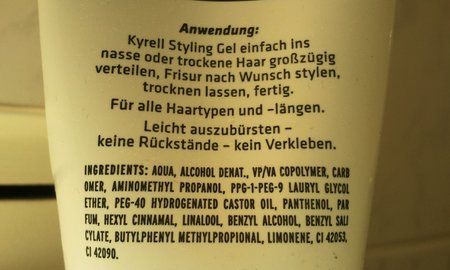 Anwendung:
Kyrell Styling Gel einfach ins
nasse oder trockene Haar großzügig
verteilen, Frisur nach Wunsch stylen,
trocknen lassen, fertig.
Für alle Haartypen und -längen.
Leicht auszubürsten -
keine Rückstände - kein Verkleben.
INGREDIENTS: AQUA, ALCOHOL DENAT., VP/VA COPOLYMER, CARB
OMER, AMINOMETHYL PROPANOL, PPG-1-PEG-9 LAURYL GLYCOL
ETHER, PEG-40 HYDROGENATED CASTOR OIL, PANTHENOL, PAR
FUM, HEXYL CINNAMAL, LINALOOL, BENZYL ALCOHOL, BENZYL SALI
CYLATE, BUTYLPHENYL METHYLPROPIONAL, LIMONENE, CI 42053,
CI 42090.